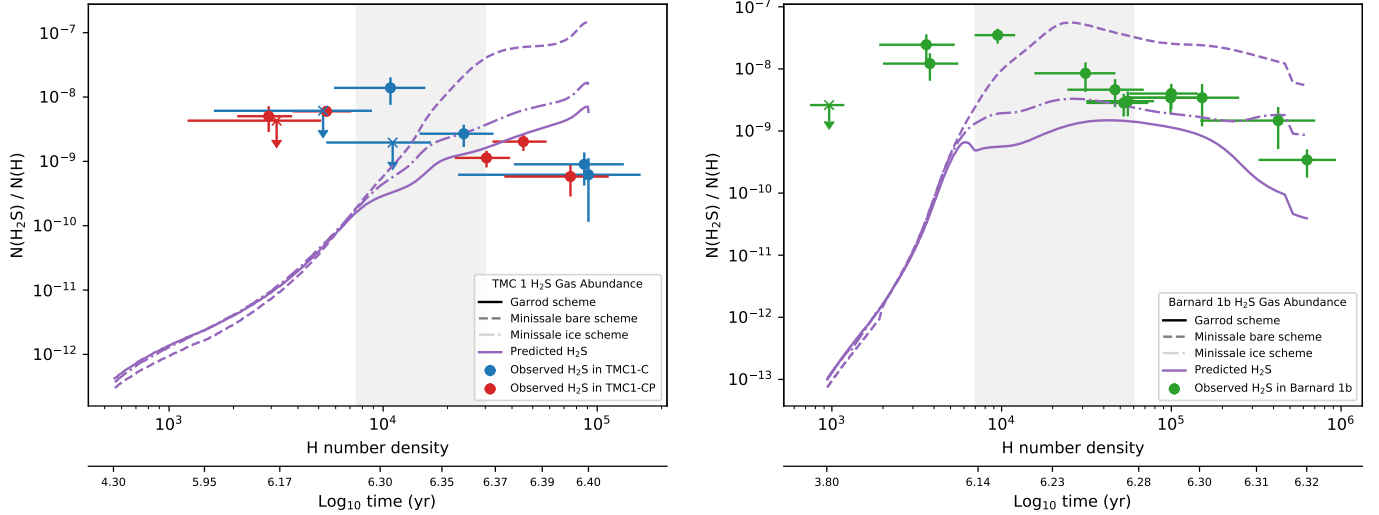 N(H₂S) / N(H)
10⁻⁷
10⁻⁸
10⁻⁹
10⁻¹⁰
10⁻¹¹
10⁻¹²
TMC 1 H₂S Gas Abundance
Garrod scheme
Minissale bare scheme
Minissale ice scheme
Predicted H₂S
Observed H₂S in TMC1-C
Observed H₂S in TMC1-CP
10³ 10⁴ 10⁵
H number density
4.30 5.95 6.17 6.30 6.35 6.37 6.39 6.40
Log₁₀ time (yr)
N(H₂S) / N(H)
10⁻⁷
10⁻⁸
10⁻⁹
10⁻¹⁰
10⁻¹¹
10⁻¹²
10⁻¹³
Barnard 1b H₂S Gas Abundance
Garrod scheme
Minissale bare scheme
Minissale ice scheme
Predicted H₂S
Observed H₂S in Barnard 1b
10³ 10⁴ 10⁵ 10⁶
H number density
3.80 6.14 6.23 6.28 6.30 6.31 6.32
Log₁₀ time (yr)